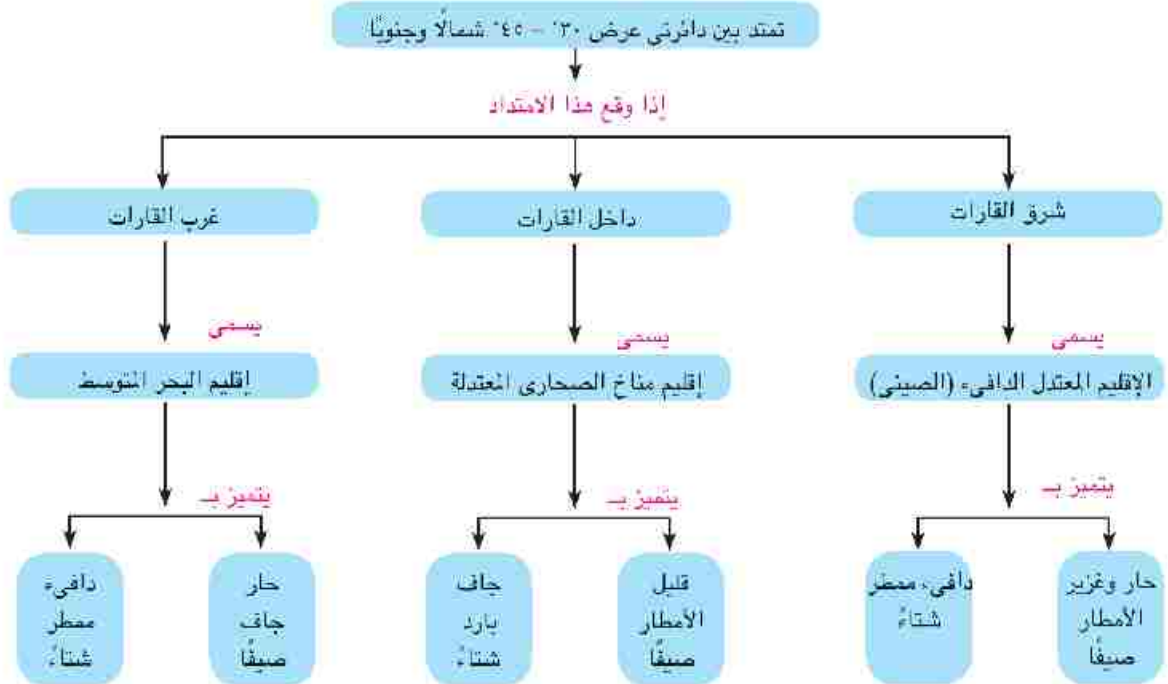 تمتد بين دائرتي عرض ٣٠° - ٤٥° شمالًا وجنوبًا
إذا وقع هذا الامتداد
شرق القارات
داخل القارات
غرب القارات
يسمى
يسمى
يسمى
الإقليم المعتدل الدافىء (الصينى)
إقليم مناخ الصحارى المعتدلة
إقليم البحر المتوسط
يتميز بـ
يتميز بـ
يتميز بـ
حار وغزير
الأمطار
صيفًا
دافىء ممطر
شتاءً
قليل
الأمطار
صيفًا
جاف
بارد
شتاءً
حار
جاف
صيفًا
دافىء
ممطر
شتاءً